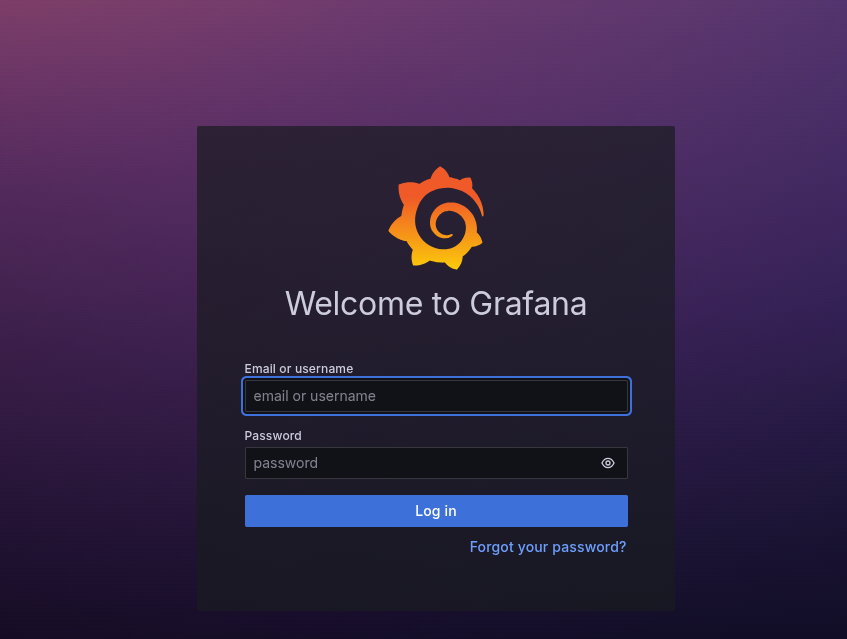 Welcome to Grafana
Email or username
email or username
Password
password
Log in
Forgot your password?